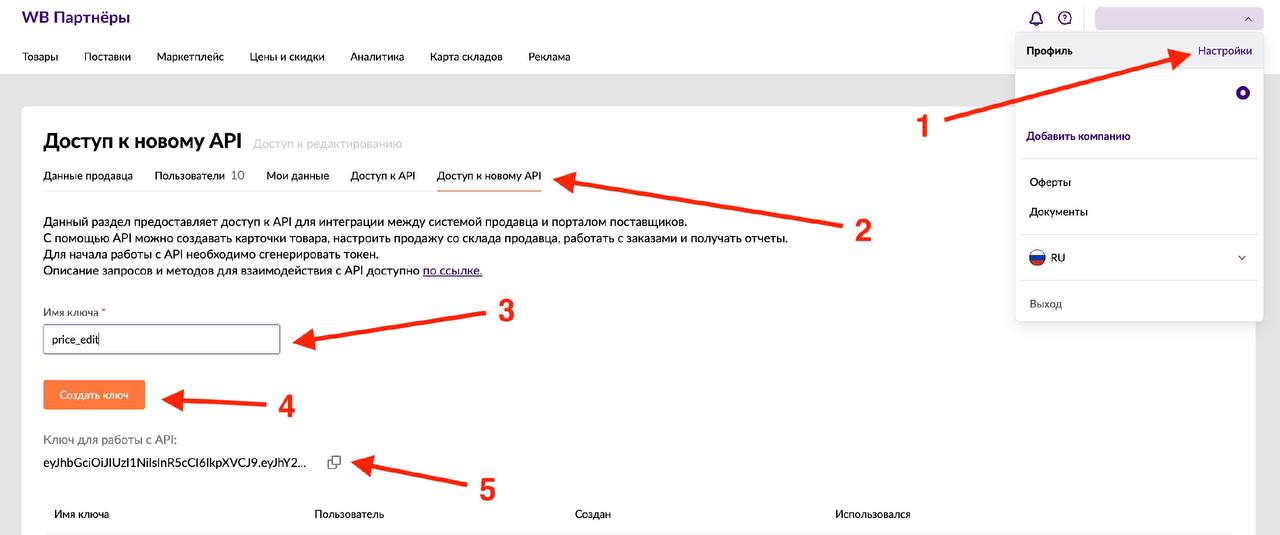 WB Партнёры
Товары Поставки Маркетплейс Цены и скидки Аналитика Карта складов Реклама
Профиль Настройки
1
Добавить компанию
Оферты
Документы
RU
Выход
Доступ к новому API Доступ к редактированию
Данные продавца Пользователи 10 Мои данные Доступ к API Доступ к новому API
2
Данный раздел предоставляет доступ к API для интеграции между системой продавца и порталом поставщиков.
С помощью API можно создавать карточки товара, настроить продажу со склада продавца, работать с заказами и получать отчеты.
Для начала работы с API необходимо сгенерировать токен.
Описание запросов и методов для взаимодействия с API доступно по ссылке.
Имя ключа *
3
price_edit
Создать ключ
4
Ключ для работы с API:
eyJhbGciOiJIUzI1NiIsInR5cCI6IkpXVCJ9.eyJhY2...
5
Имя ключа Пользователь Создан Использовался